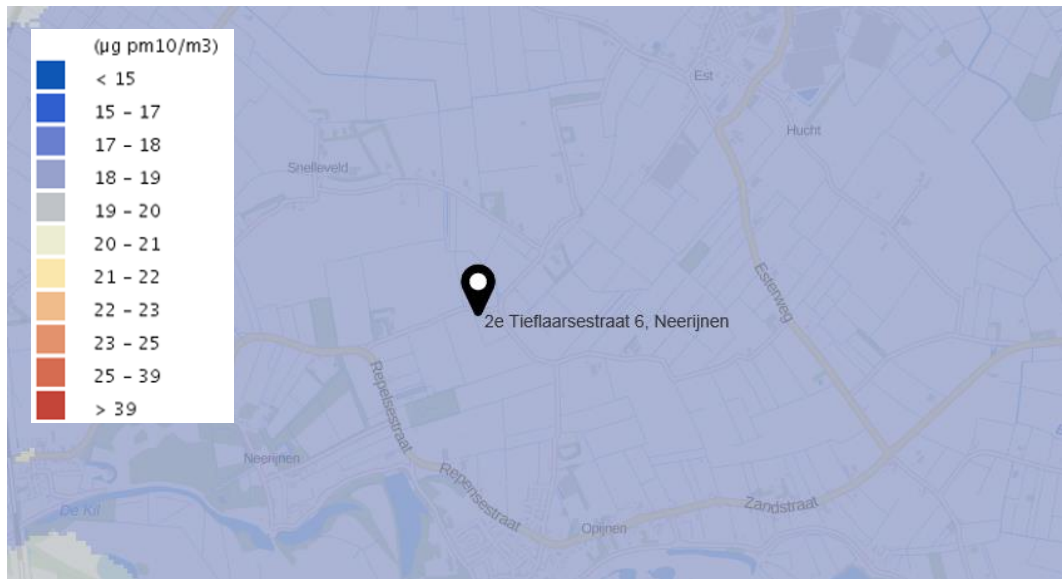 (µg pm10/m3)
< 15
15 – 17
17 – 18
18 – 19
19 – 20
20 – 21
21 – 22
22 – 23
23 – 25
25 – 39
> 39
Est
Hucht
Snelleveld
2e Tieflaarsestraat 6, Neerijnen
Esterweg
Repelsestraat
Neerijnen
Repelsestraat
Zandstraat
De Kil
Opijnen